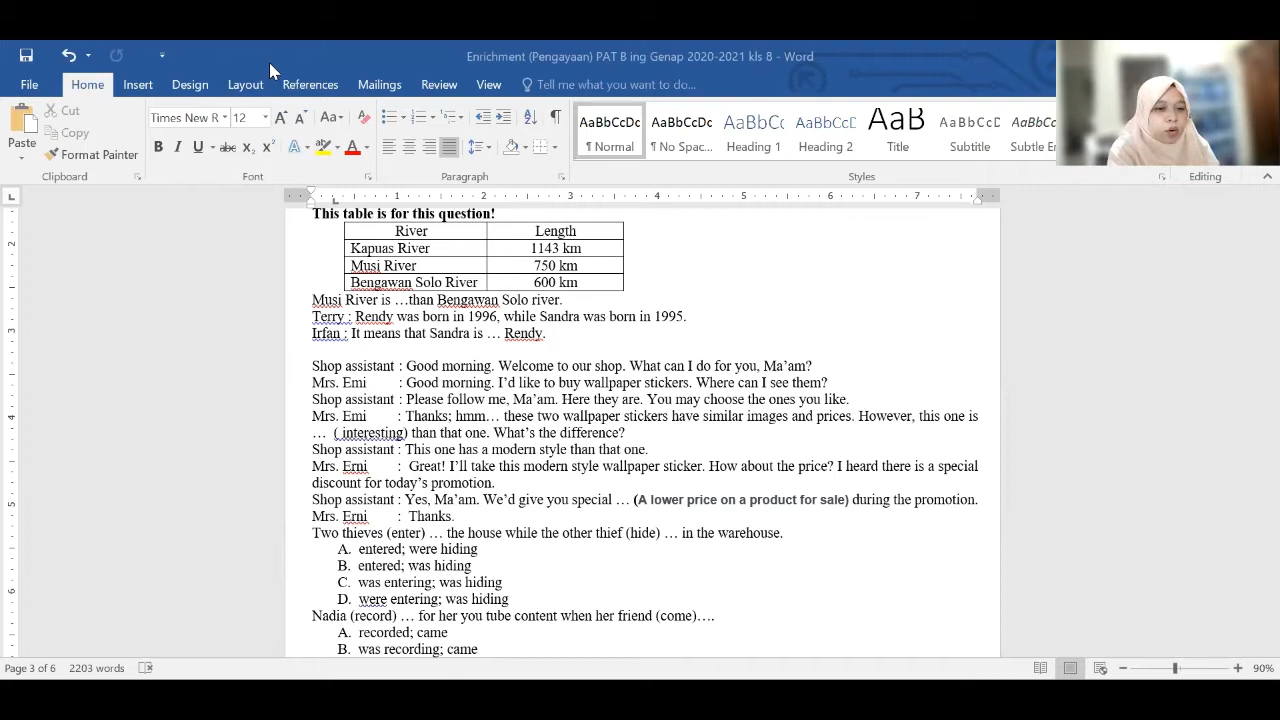 Enrichment (Pengayaan) PAT B ing Genap 2020-2021 kls 8 - Word
File Home Insert Design Layout References Mailings Review View Tell me what you want to do...
Paste
Cut
Copy
Format Painter
Times New R 12
AaBbCcDc AaBbCcDc AaBbCc AaBbCcD AaB AaBbCcD AaBbCcD
¶ Normal ¶ No Spac... Heading 1 Heading 2 Title Subtitle Subtle Em
Clipboard Font Paragraph Styles Editing
1 2 3 4 5 6 7
This table is for this question!
River Length
Kapuas River 1143 km
Musi River 750 km
Bengawan Solo River 600 km
Musi River is …than Bengawan Solo river.
Terry : Rendy was born in 1996, while Sandra was born in 1995.
Irfan : It means that Sandra is … Rendy.
Shop assistant : Good morning. Welcome to our shop. What can I do for you, Ma’am?
Mrs. Emi : Good morning. I’d like to buy wallpaper stickers. Where can I see them?
Shop assistant : Please follow me, Ma’am. Here they are. You may choose the ones you like.
Mrs. Emi : Thanks; hmm… these two wallpaper stickers have similar images and prices. However, this one is
… ( interesting) than that one. What’s the difference?
Shop assistant : This one has a modern style than that one.
Mrs. Erni : Great! I’ll take this modern style wallpaper sticker. How about the price? I heard there is a special
discount for today’s promotion.
Shop assistant : Yes, Ma’am. We’d give you special … (A lower price on a product for sale) during the promotion.
Mrs. Erni : Thanks.
Two thieves (enter) … the house while the other thief (hide) … in the warehouse.
A. entered; were hiding
B. entered; was hiding
C. was entering; was hiding
D. were entering; was hiding
Nadia (record) … for her you tube content when her friend (come)….
A. recorded; came
B. was recording; came
Page 3 of 6 2203 words 90%